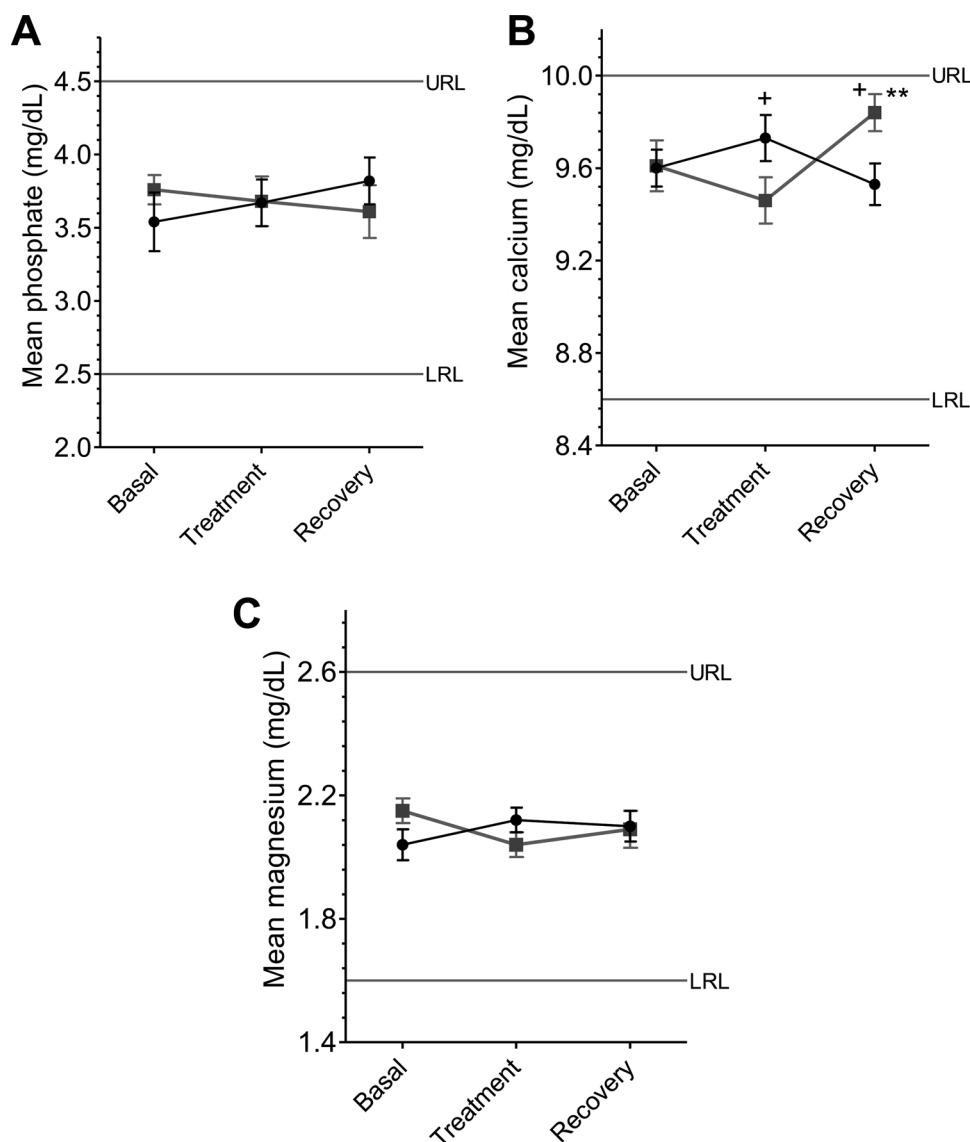 A
Mean phosphate (mg/dL)
4.5
4.0
3.5
3.0
2.5
2.0
URL
LRL
Basal
Treatment
Recovery
B
Mean calcium (mg/dL)
10.0
9.6
9.2
8.8
8.4
URL
+
+
**
LRL
Basal
Treatment
Recovery
C
Mean magnesium (mg/dL)
2.6
2.2
1.8
1.4
URL
LRL
Basal
Treatment
Recovery